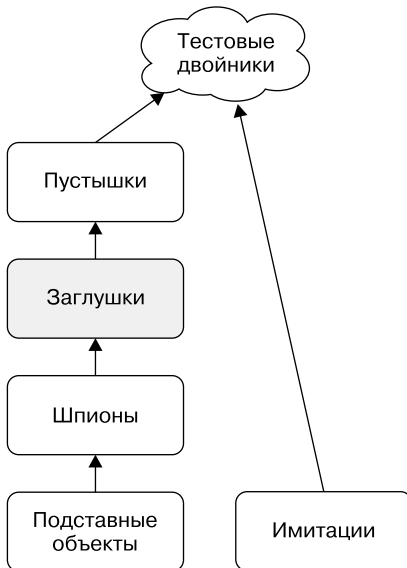 Тестовые
двойники
Пустышки
Заглушки
Шпионы
Подставные
объекты
Имитации